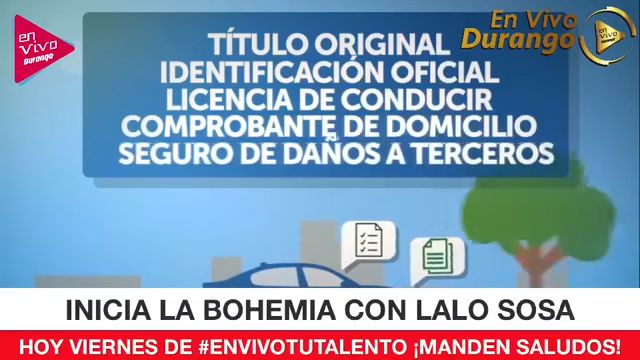 en
vivo
Durango
En Vivo
Durango
TÍTULO ORIGINAL
IDENTIFICACIÓN OFICIAL
LICENCIA DE CONDUCIR
COMPROBANTE DE DOMICILIO
SEGURO DE DAÑOS A TERCEROS
INICIA LA BOHEMIA CON LALO SOSA
HOY VIERNES DE #ENVIVOTUTALENTO ¡MANDEN SALUDOS!